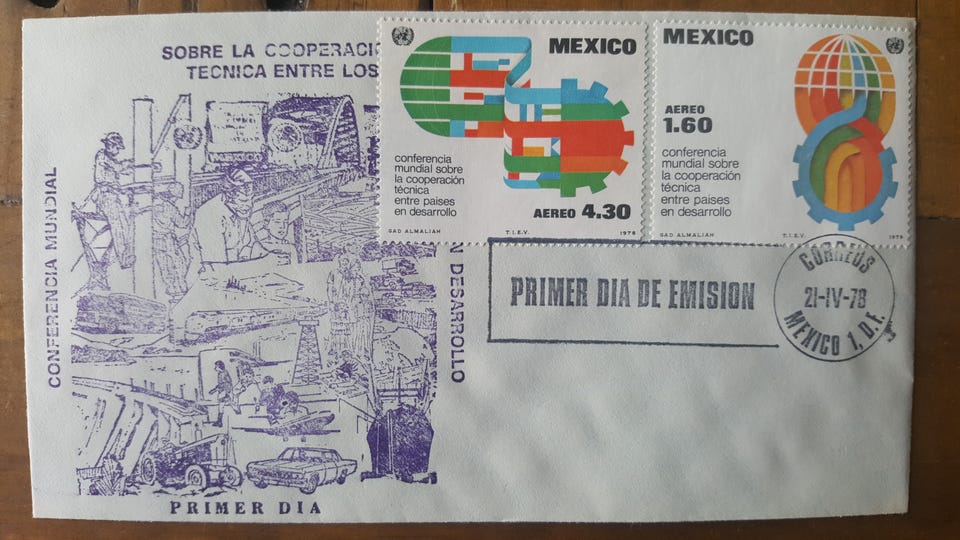 SOBRE LA COOPERACIO
TECNICA ENTRE LOS
CONFERENCIA MUNDIAL
N DESARROLLO
PRIMER DIA
MEXICO
conferencia
mundial sobre
la cooperación
técnica
entre paises
en desarrollo
AEREO 4.30
GAD ALMALIAH
T.I.E.V.
1978
MEXICO
AEREO
1.60
conferencia
mundial sobre
la cooperación
técnica
entre paises
en desarrollo
GAD ALMALIAH
T.I.E.V.
1978
PRIMER DIA DE EMISION
CORREOS
21-IV-78
MEXICO 1, D.F.